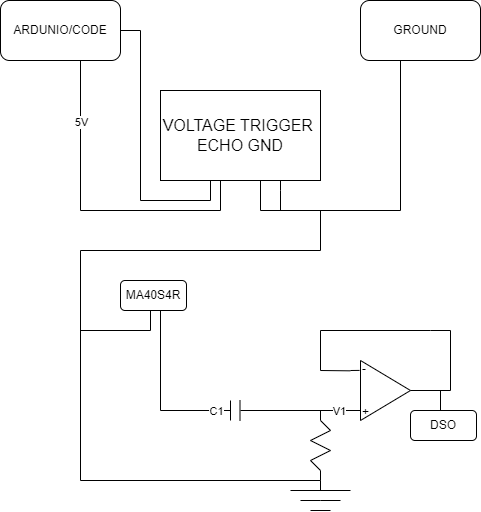 ARDUNIO/CODE
GROUND
5V
VOLTAGE TRIGGER
ECHO GND
MA40S4R
-
C1
V1
+
DSO